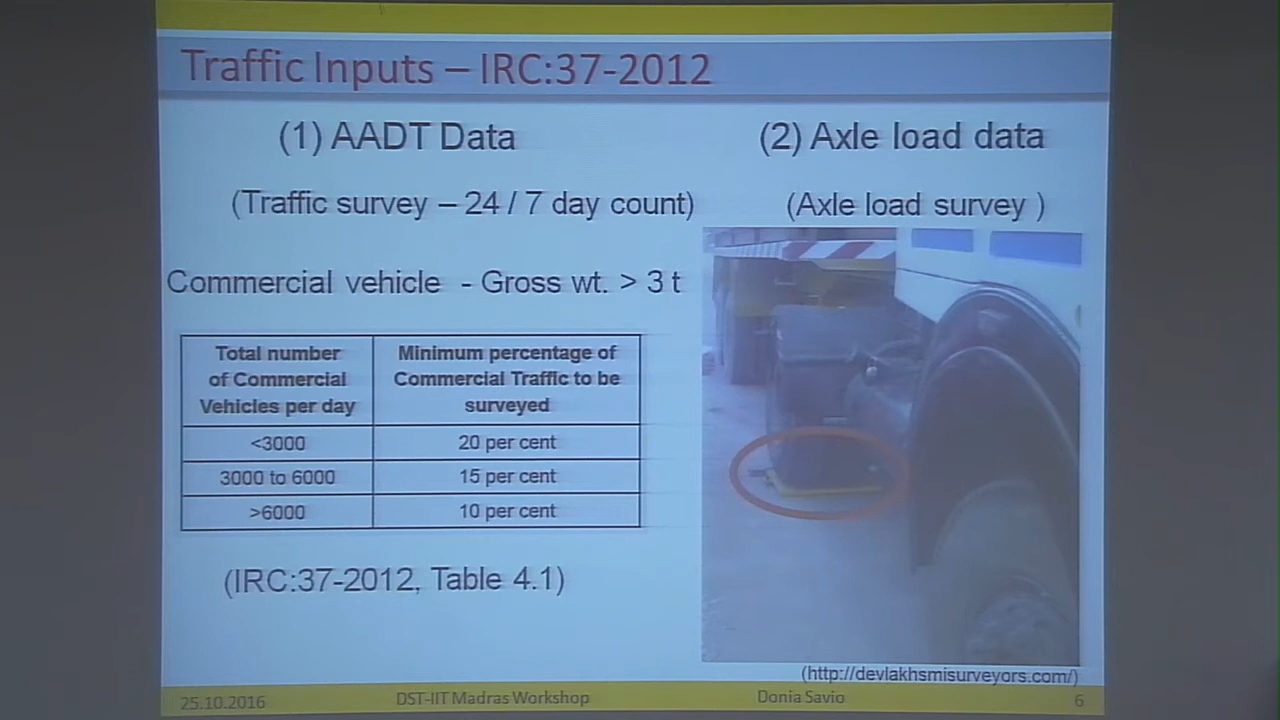 Traffic Inputs – IRC:37-2012
(1) AADT Data
(Traffic survey – 24 / 7 day count)
Commercial vehicle - Gross wt. > 3 t
Total number of Commercial Vehicles per day
Minimum percentage of Commercial Traffic to be surveyed
<3000 20 per cent
3000 to 6000 15 per cent
>6000 10 per cent
(IRC:37-2012, Table 4.1)
(2) Axle load data
(Axle load survey )
(http://devlakhsmisurveyors.com/)
25.10.2016 DST-IIT Madras Workshop Donia Savio 6